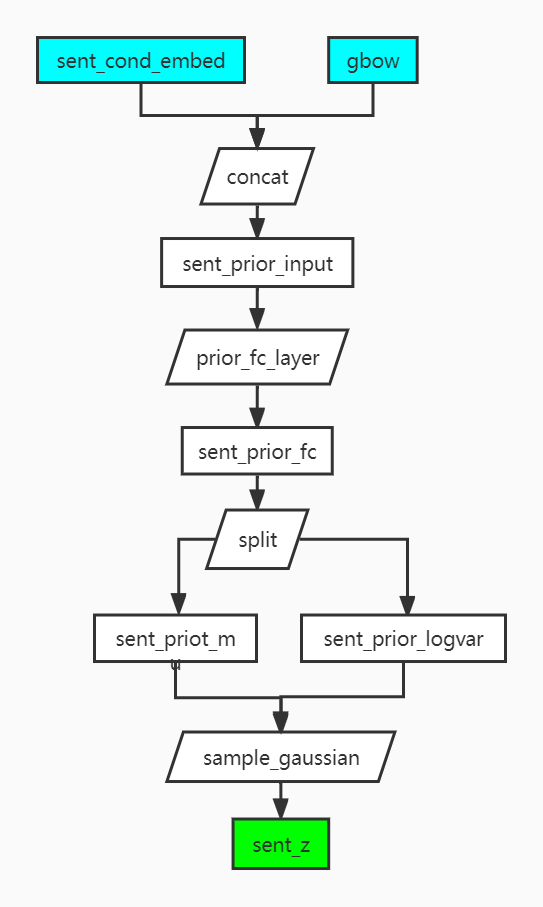 sent_cond_embed
gbow
concat
sent_prior_input
prior_fc_layer
sent_prior_fc
split
sent_priot_m
u
sent_prior_logvar
sample_gaussian
sent_z